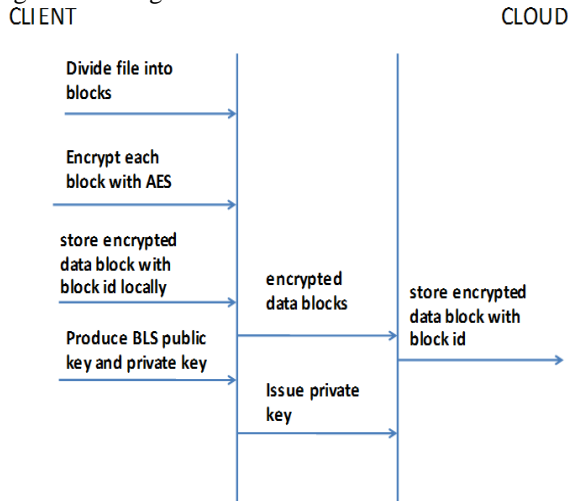 CLIENT
CLOUD
Divide file into
blocks
Encrypt each
block with AES
store encrypted
data block with
block id locally
encrypted
data blocks
store encrypted
data block with
block id
Produce BLS public
key and private key
Issue private
key